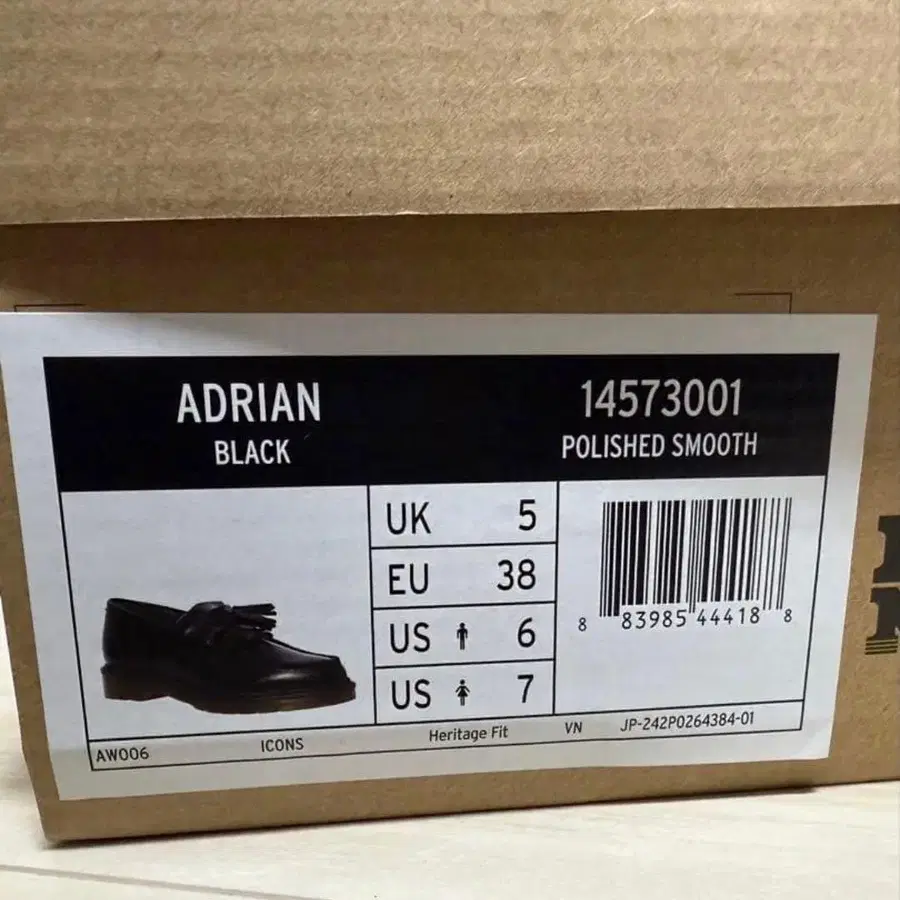 ADRIAN
BLACK
14573001
POLISHED SMOOTH
UK 5
EU 38
US 6
US 7
8 83985 44418 8
AW006 ICONS Heritage Fit VN JP-242P0264384-01